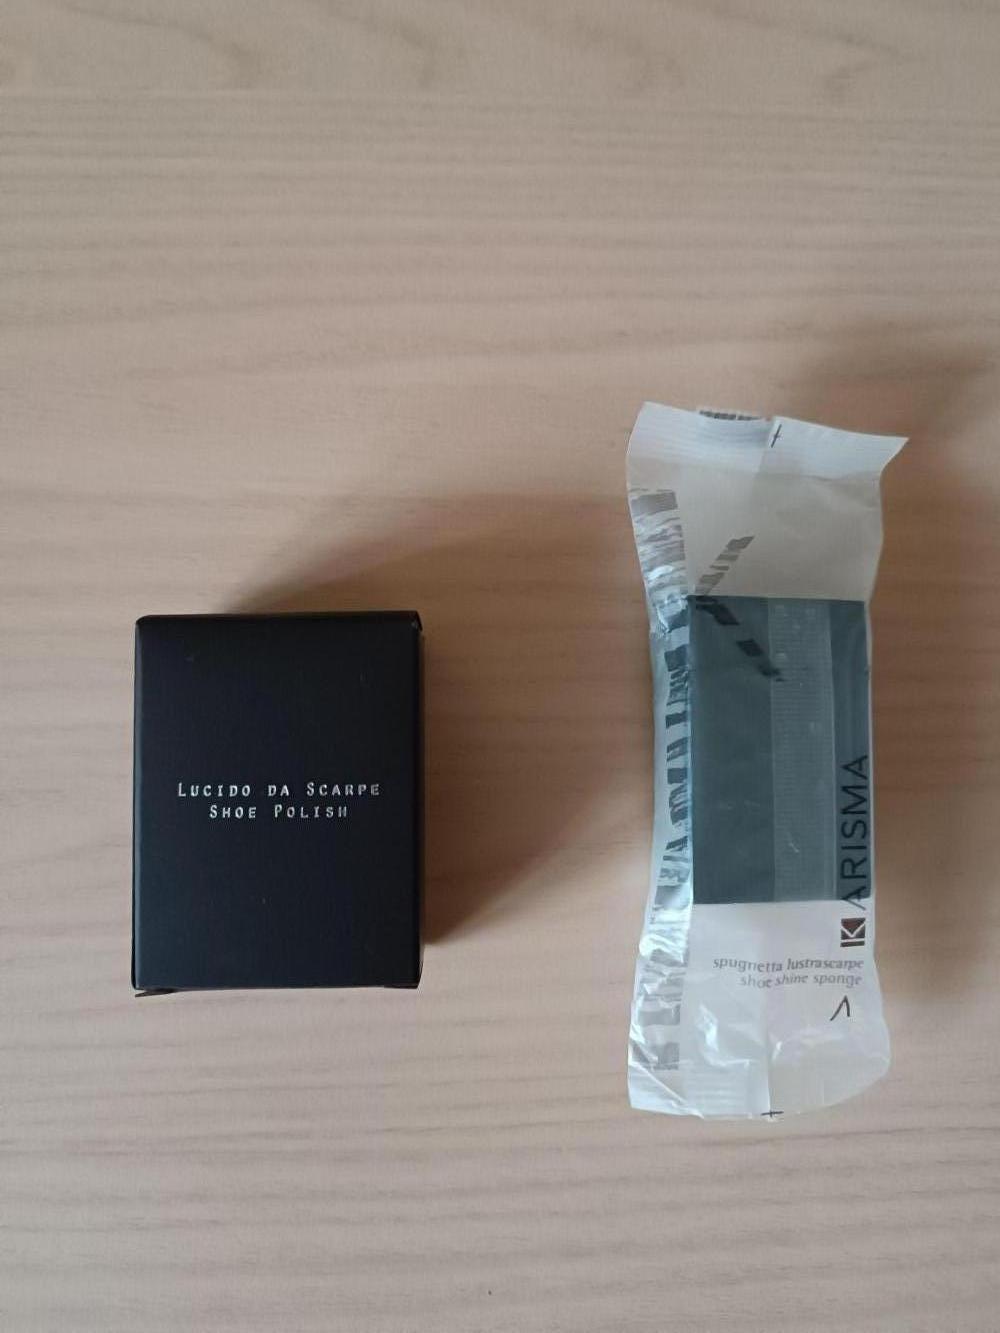 Lucido da Scarpe
Shoe Polish
KARISMA
spugnetta lustrascarpe
shoe shine sponge